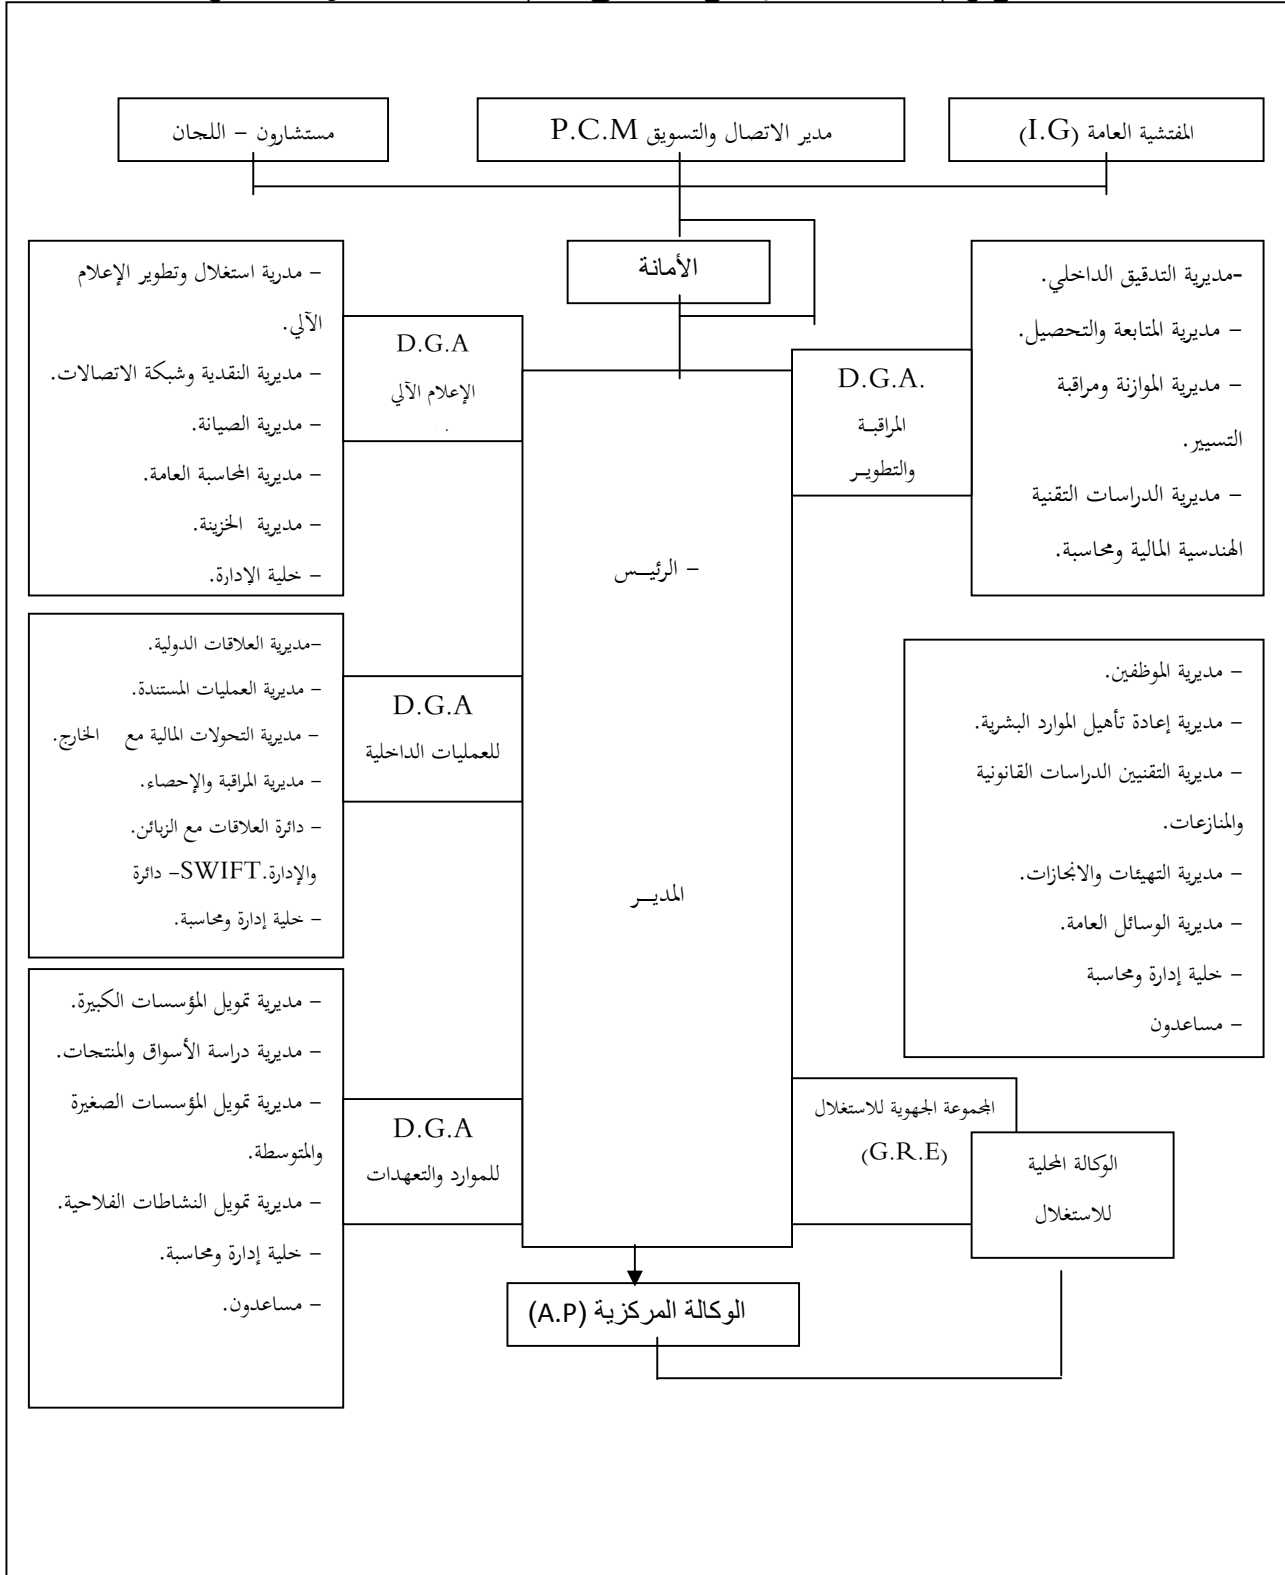 المفتشية العامة (I.G)
مدير الاتصال والتسويق P.C.M
مستشارون – اللجان
الأمانة
-مديرية التدقيق الداخلي.
– مديرية المتابعة والتحصيل.
– مديرية الموازنة ومراقبة
التسيير.
– مديرية الدراسات التقنية
الهندسية المالية ومحاسبة.
D.G.A.
المراقبة
والتطويـر
– الرئيـس
المديـر
D.G.A
الإعلام الآلي
.
– مدرية استغلال وتطوير الإعلام
الآلي.
– مديرية النقدية وشبكة الاتصالات.
– مديرية الصيانة.
– مديرية المحاسبة العامة.
– مديرية الخزينة.
– خلية الإدارة.
– مديرية الموظفين.
– مديرية إعادة تأهيل الموارد البشرية.
– مديرية التقنيين الدراسات القانونية
والمنازعات.
– مديرية التهيئات والانجازات.
– مديرية الوسائل العامة.
– خلية إدارة ومحاسبة
– مساعدون
D.G.A
للعمليات الداخلية
–مديرية العلاقات الدولية.
– مديرية العمليات المستندة.
– مديرية التحولات المالية مع الخارج.
– مديرية المراقبة والإحصاء.
– دائرة العلاقات مع الزبائن.
والإدارة.SWIFT– دائرة
– خلية إدارة ومحاسبة.
المجموعة الجهوية للاستغلال
(G.R.E)
الوكالة المحلية
للاستغلال
D.G.A
للموارد والتعهدات
– مديرية تمويل المؤسسات الكبيرة.
– مديرية دراسة الأسواق والمنتجات.
– مديرية تمويل المؤسسات الصغيرة
والمتوسطة.
– مديرية تمويل النشاطات الفلاحية.
– خلية إدارة ومحاسبة.
– مساعدون.
الوكالة المركزية (A.P)